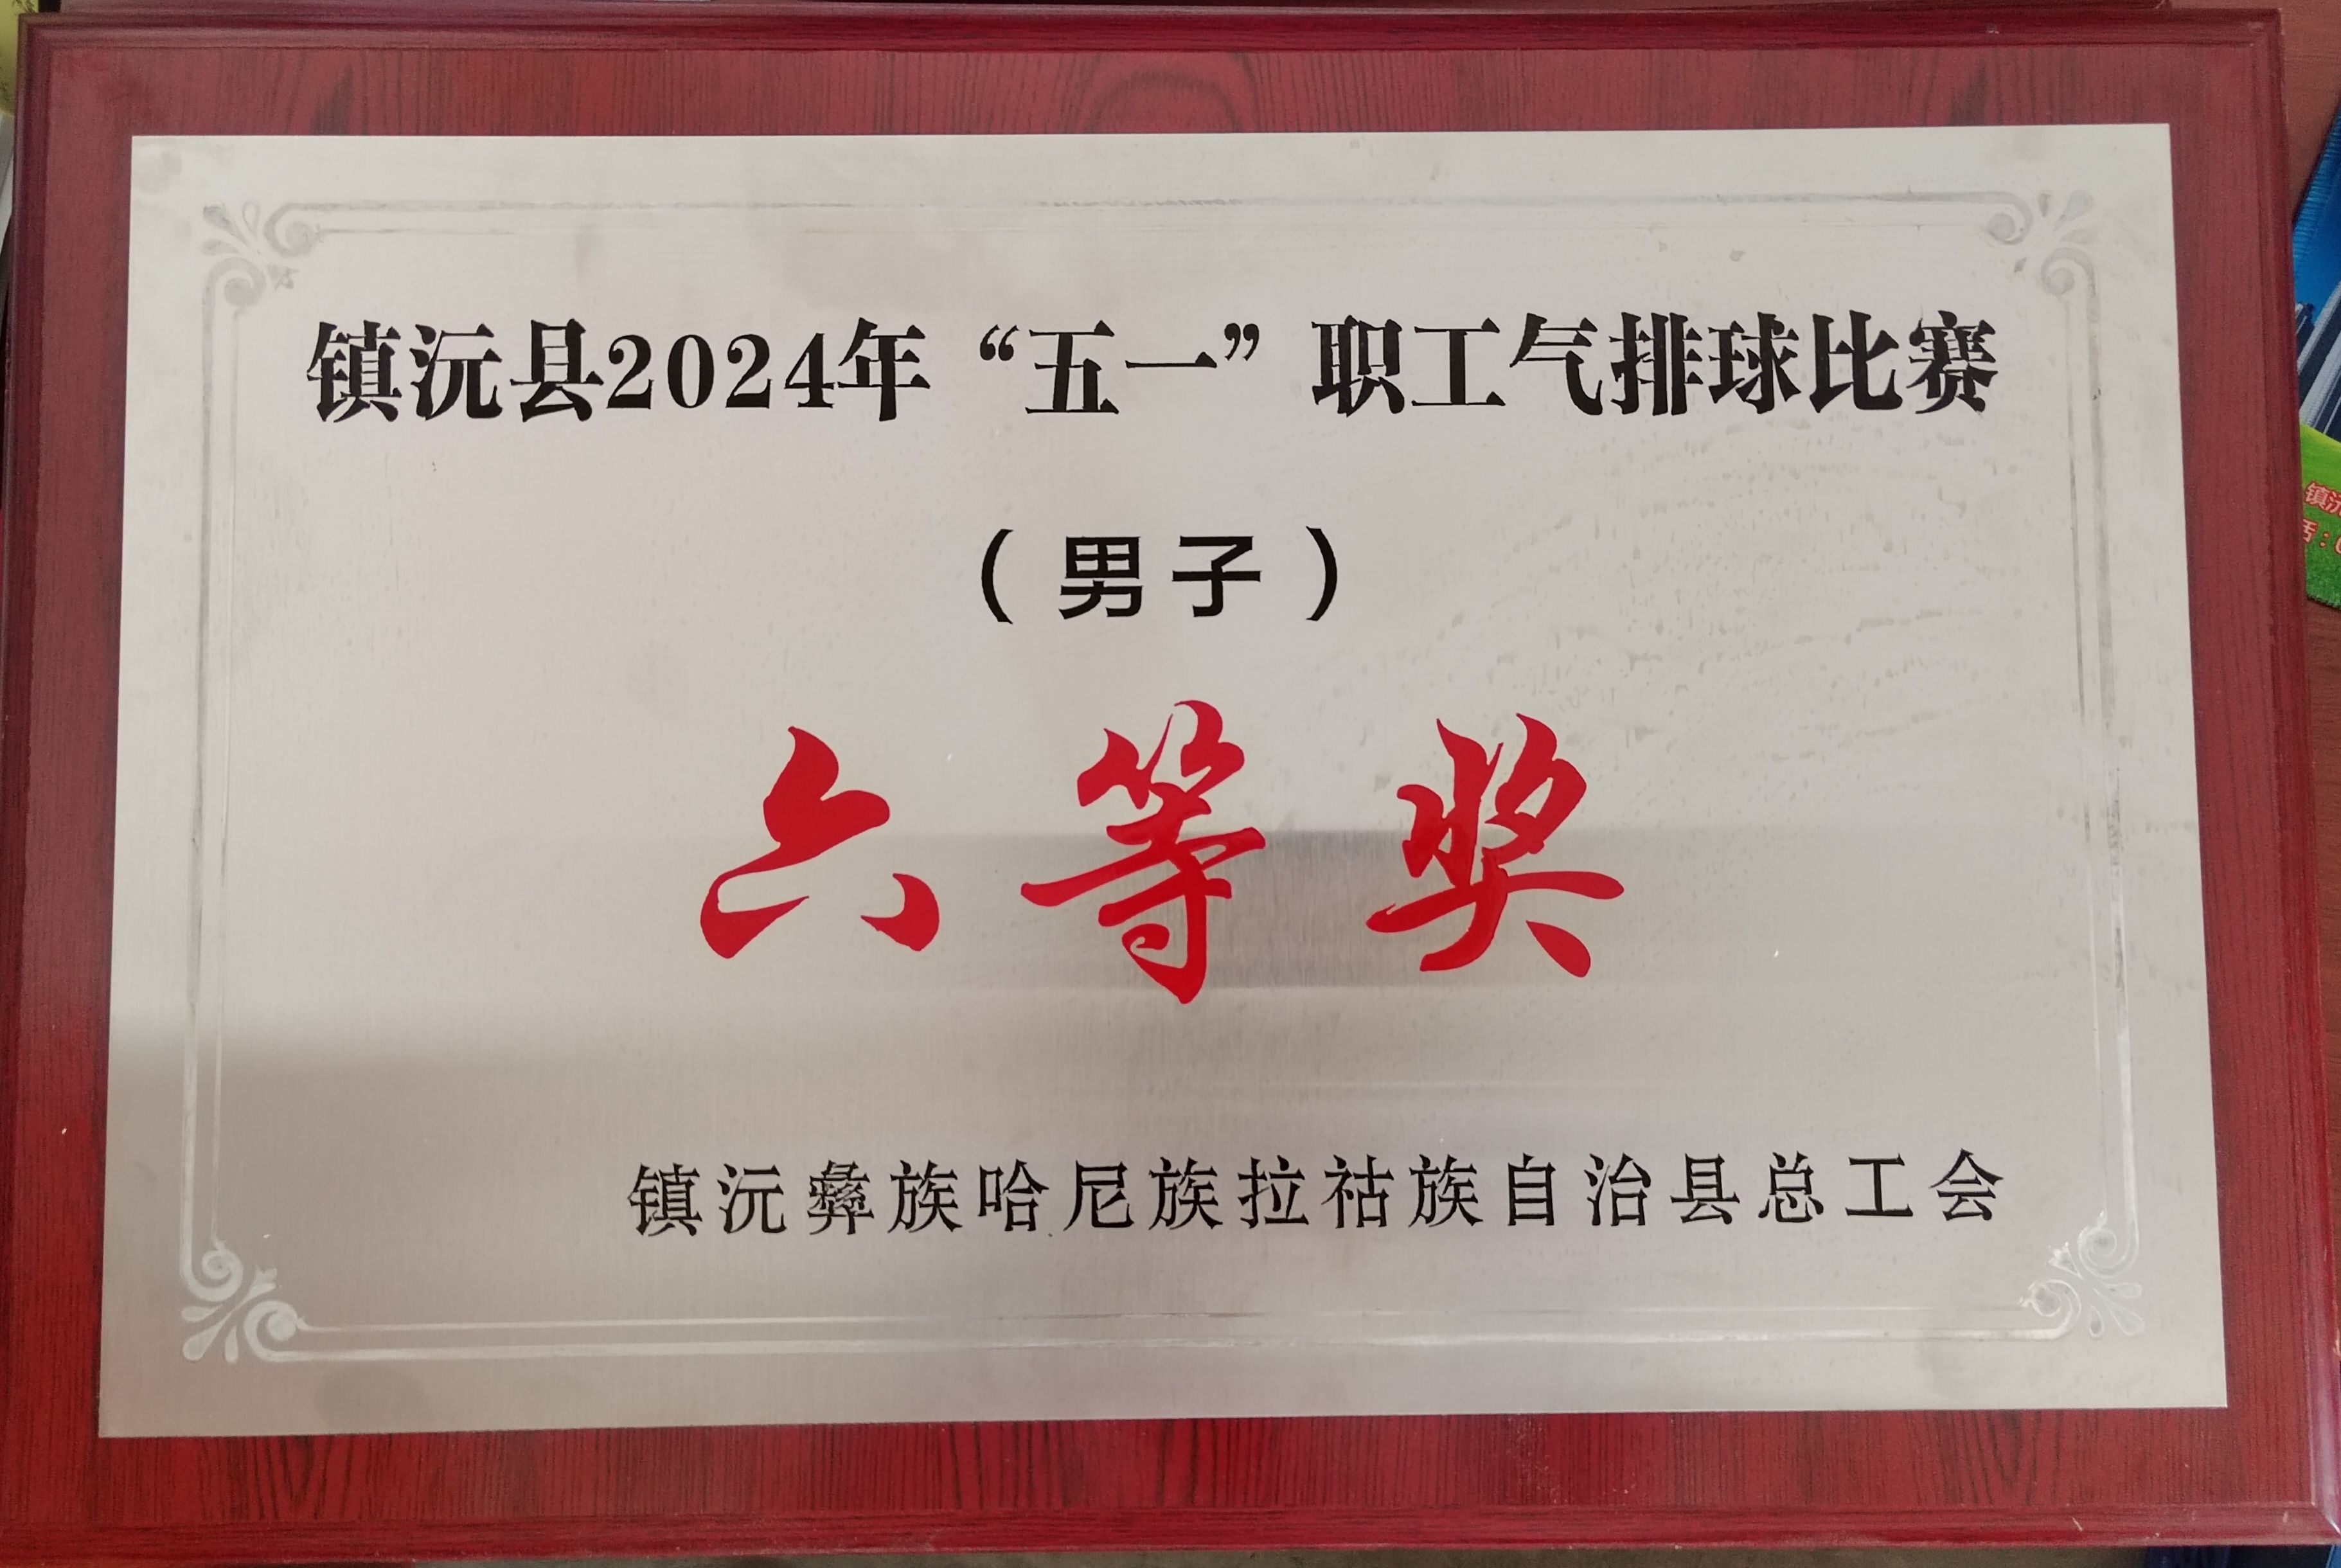 镇沅县2024年“五一”职工气排球比赛
（男子）
六等奖
镇沅彝族哈尼族拉祜族自治县总工会
镇沅